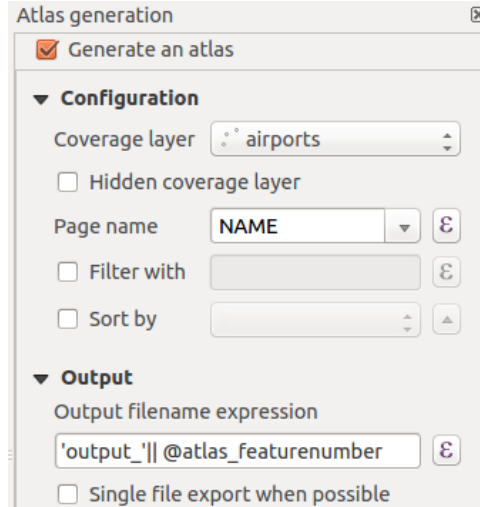 Atlas generation
Generate an atlas
Configuration
Coverage layer airports
Hidden coverage layer
Page name NAME ε
Filter with ε
Sort by
Output
Output filename expression
'output_'|| @atlas_featurenumber ε
Single file export when possible